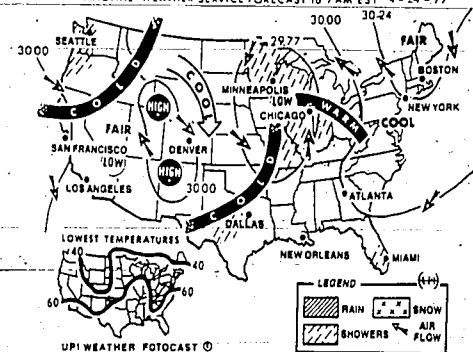 WEATHER SERVICE FORECAST to 7 AM EST 4-24-77
3000
30.24
3000
SEATTLE
29.77
FAIR
BOSTON
COLD
COOL
MINNEAPOLIS
LOW
HIGH
NEW YORK
CHICAGO
WARM
COOL
FAIR
SAN FRANCISCO
DENVER
LOW
HIGH
LOS ANGELES
3000
COLD
ATLANTA
DALLAS
LOWEST TEMPERATURES
40
40
NEW ORLEANS
MIAMI
60
60
LEGEND
RAIN
SNOW
SHOWERS
AIR FLOW
UPI WEATHER FOTOCAST